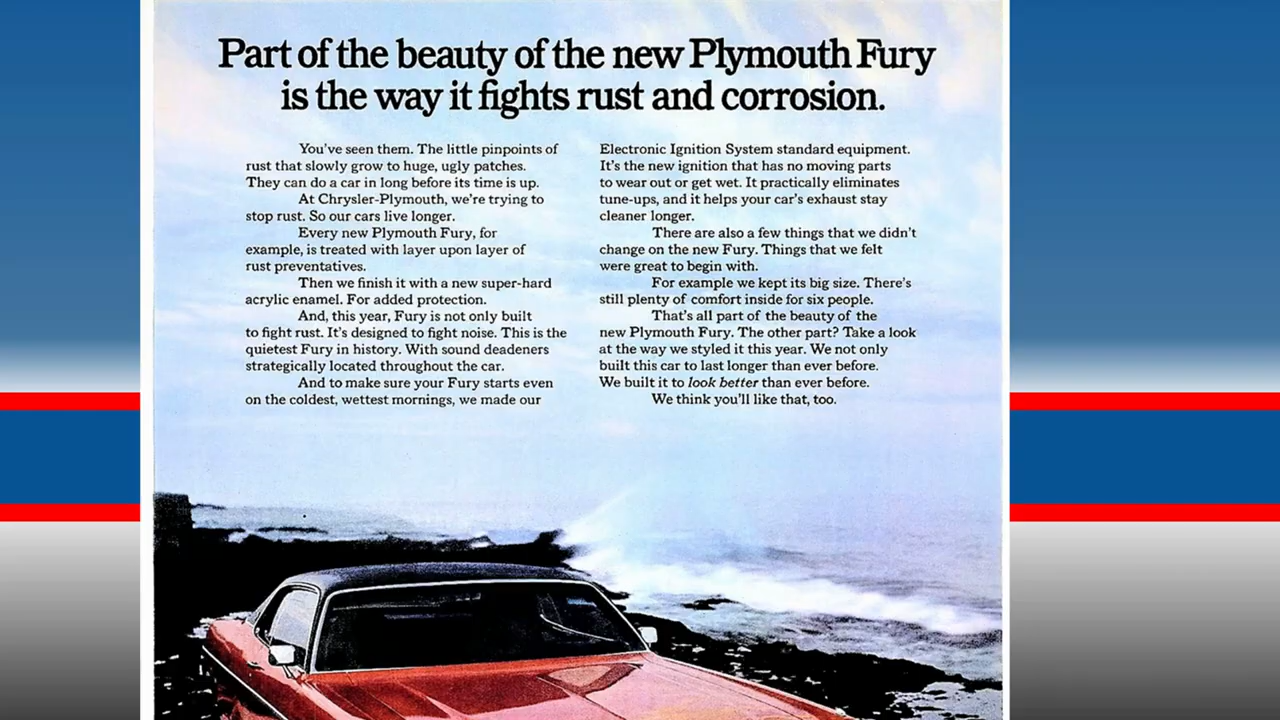 Part of the beauty of the new Plymouth Fury
is the way it fights rust and corrosion.
You've seen them. The little pinpoints of
rust that slowly grow to huge, ugly patches.
They can do a car in long before its time is up.
At Chrysler-Plymouth, we're trying to
stop rust. So our cars live longer.
Every new Plymouth Fury, for
example, is treated with layer upon layer of
rust preventatives.
Then we finish it with a new super-hard
acrylic enamel. For added protection.
And, this year, Fury is not only built
to fight rust. It's designed to fight noise. This is the
quietest Fury in history. With sound deadeners
strategically located throughout the car.
And to make sure your Fury starts even
on the coldest, wettest mornings, we made our
Electronic Ignition System standard equipment.
It's the new ignition that has no moving parts
to wear out or get wet. It practically eliminates
tune-ups, and it helps your car's exhaust stay
cleaner longer.
There are also a few things that we didn't
change on the new Fury. Things that we felt
were great to begin with.
For example we kept its big size. There's
still plenty of comfort inside for six people.
That's all part of the beauty of the
new Plymouth Fury. The other part? Take a look
at the way we styled it this year. We not only
built this car to last longer than ever before.
We built it to look better than ever before.
We think you'll like that, too.